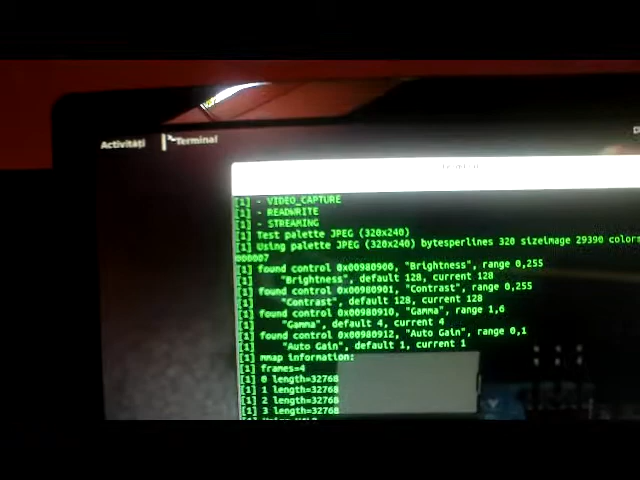 Activități Terminal
[1] - VIDEO_CAPTURE
[1] - READWRITE
[1] - STREAMING
[1] Test palette JPEG (320x240)
[1] Using palette JPEG (320x240) bytesperlines 320 sizeimage 29390 colorm
000007
[1] found control 0x00980900, "Brightness", range 0,255
[1] "Brightness", default 128, current 128
[1] found control 0x00980901, "Contrast", range 0,255
[1] "Contrast", default 128, current 128
[1] found control 0x00980910, "Gamma", range 1,6
[1] "Gamma", default 4, current 4
[1] found control 0x00980912, "Auto Gain", range 0,1
[1] "Auto Gain", default 1, current 1
[1] mmap information:
[1] frames=4
[1] 0 length=32768
[1] 1 length=32768
[1] 2 length=32768
[1] 3 length=32768